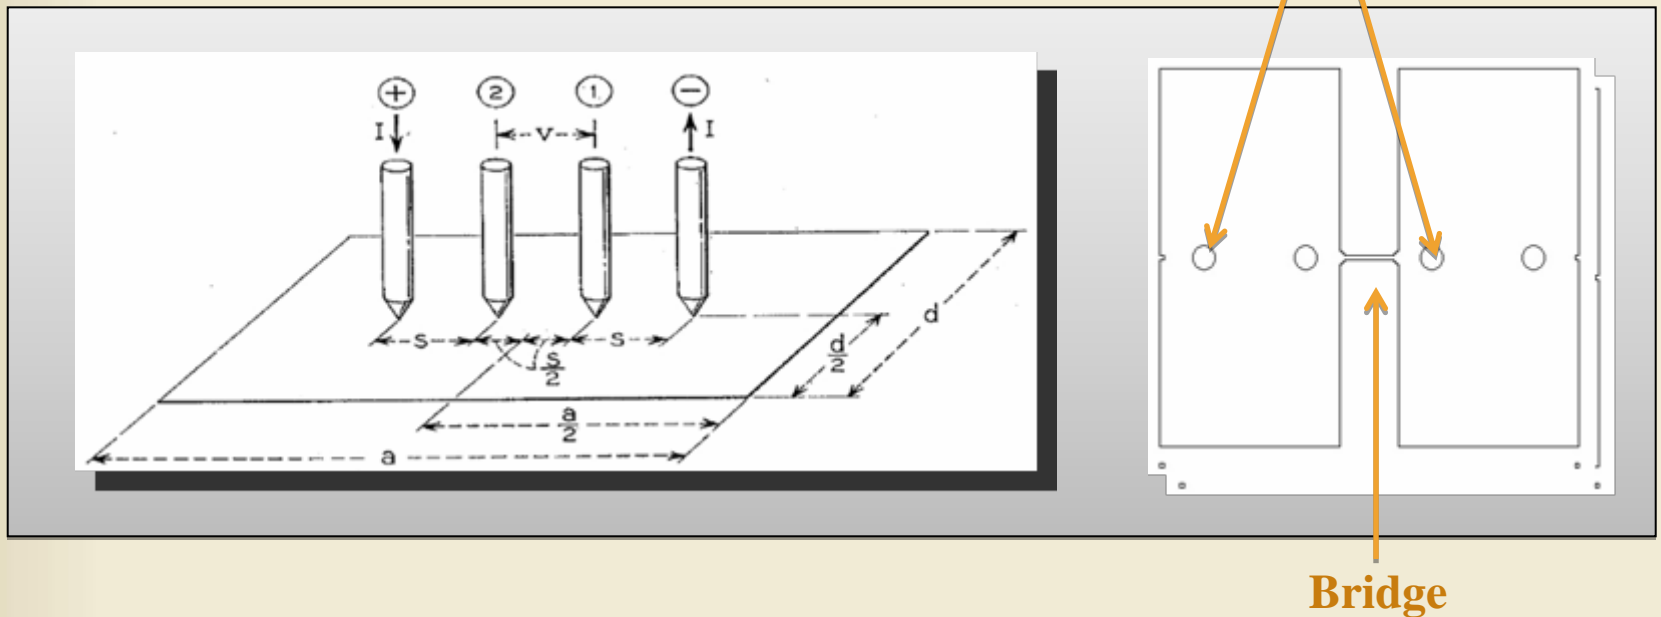 + 2 1 −
I V I
s s
s/2
d/2
d
a/2
a
Bridge